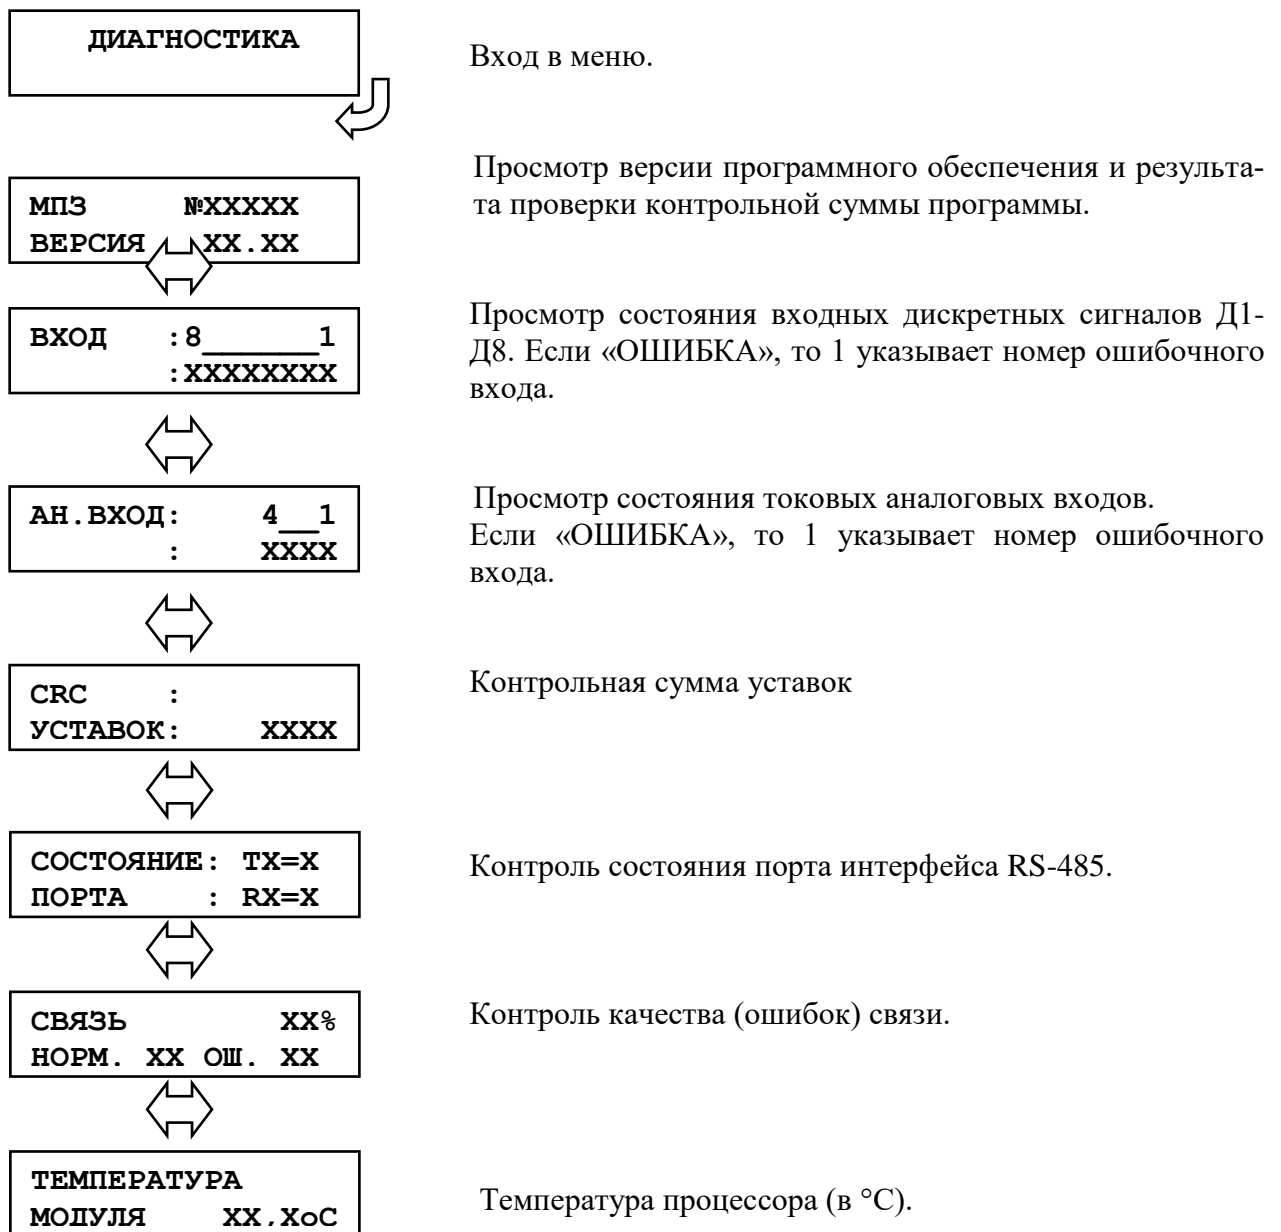 ДИАГНОСТИКА
Вход в меню.
МПЗ №XXXXX
ВЕРСИЯ XX.XX
Просмотр версии программного обеспечения и результа-
та проверки контрольной суммы программы.
ВХОД :8______1
:XXXXXXXX
Просмотр состояния входных дискретных сигналов Д1-
Д8. Если «ОШИБКА», то 1 указывает номер ошибочного
входа.
АН.ВХОД: 4__1
: XXXX
Просмотр состояния токовых аналоговых входов.
Если «ОШИБКА», то 1 указывает номер ошибочного
входа.
CRC :
УСТАВОК: XXXX
Контрольная сумма уставок
СОСТОЯНИЕ: TX=X
ПОРТА : RX=X
Контроль состояния порта интерфейса RS-485.
СВЯЗЬ XX%
НОРМ. XX ОШ. XX
Контроль качества (ошибок) связи.
ТЕМПЕРАТУРА
МОДУЛЯ XX,XoC
Температура процессора (в °C).